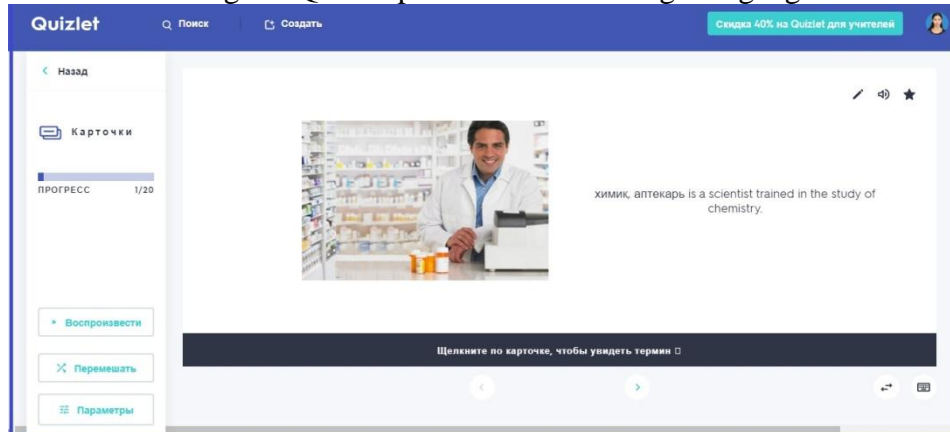 Quizlet
Поиск
Создать
Скидка 40% на Quizlet для учителей
Назад
Карточки
ПРОГРЕСС 1/20
химик, аптекарь is a scientist trained in the study of
chemistry.
Воспроизвести
Щелкните по карточке, чтобы увидеть термин
Перемешать
Параметры